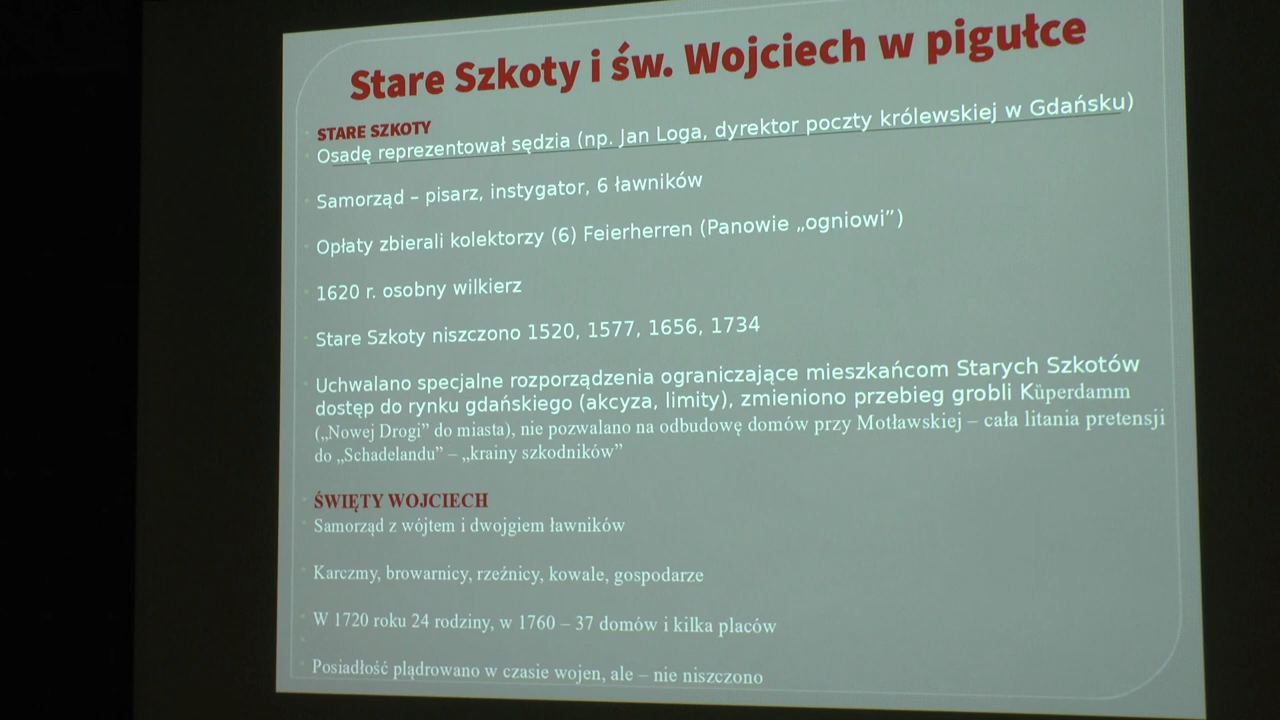 Stare Szkoty i św. Wojciech w pigułce
STARE SZKOTY
Osadę reprezentował sędzia (np. Jan Loga, dyrektor poczty królewskiej w Gdańsku)
Samorząd – pisarz, instygator, 6 ławników
Opłaty zbierali kolektorzy (6) Feierherren (Panowie „ogniowi”)
1620 r. osobny wilkierz
Stare Szkoty niszczono 1520, 1577, 1656, 1734
Uchwalano specjalne rozporządzenia ograniczające mieszkańcom Starych Szkotów
dostęp do rynku gdańskiego (akcyza, limity), zmieniono przebieg grobli Küperdamm
(„Nowej Drogi” do miasta), nie pozwalano na odbudowę domów przy Motławskiej – cała litania pretensji
do „Schadelandu” – „krainy szkodników”
ŚWIĘTY WOJCIECH
Samorząd z wójtem i dwojgiem ławników
Karczmy, browarnicy, rzeźnicy, kowale, gospodarze
W 1720 roku 24 rodziny, w 1760 – 37 domów i kilka placów
Posiadłość plądrowano w czasie wojen, ale – nie niszczono